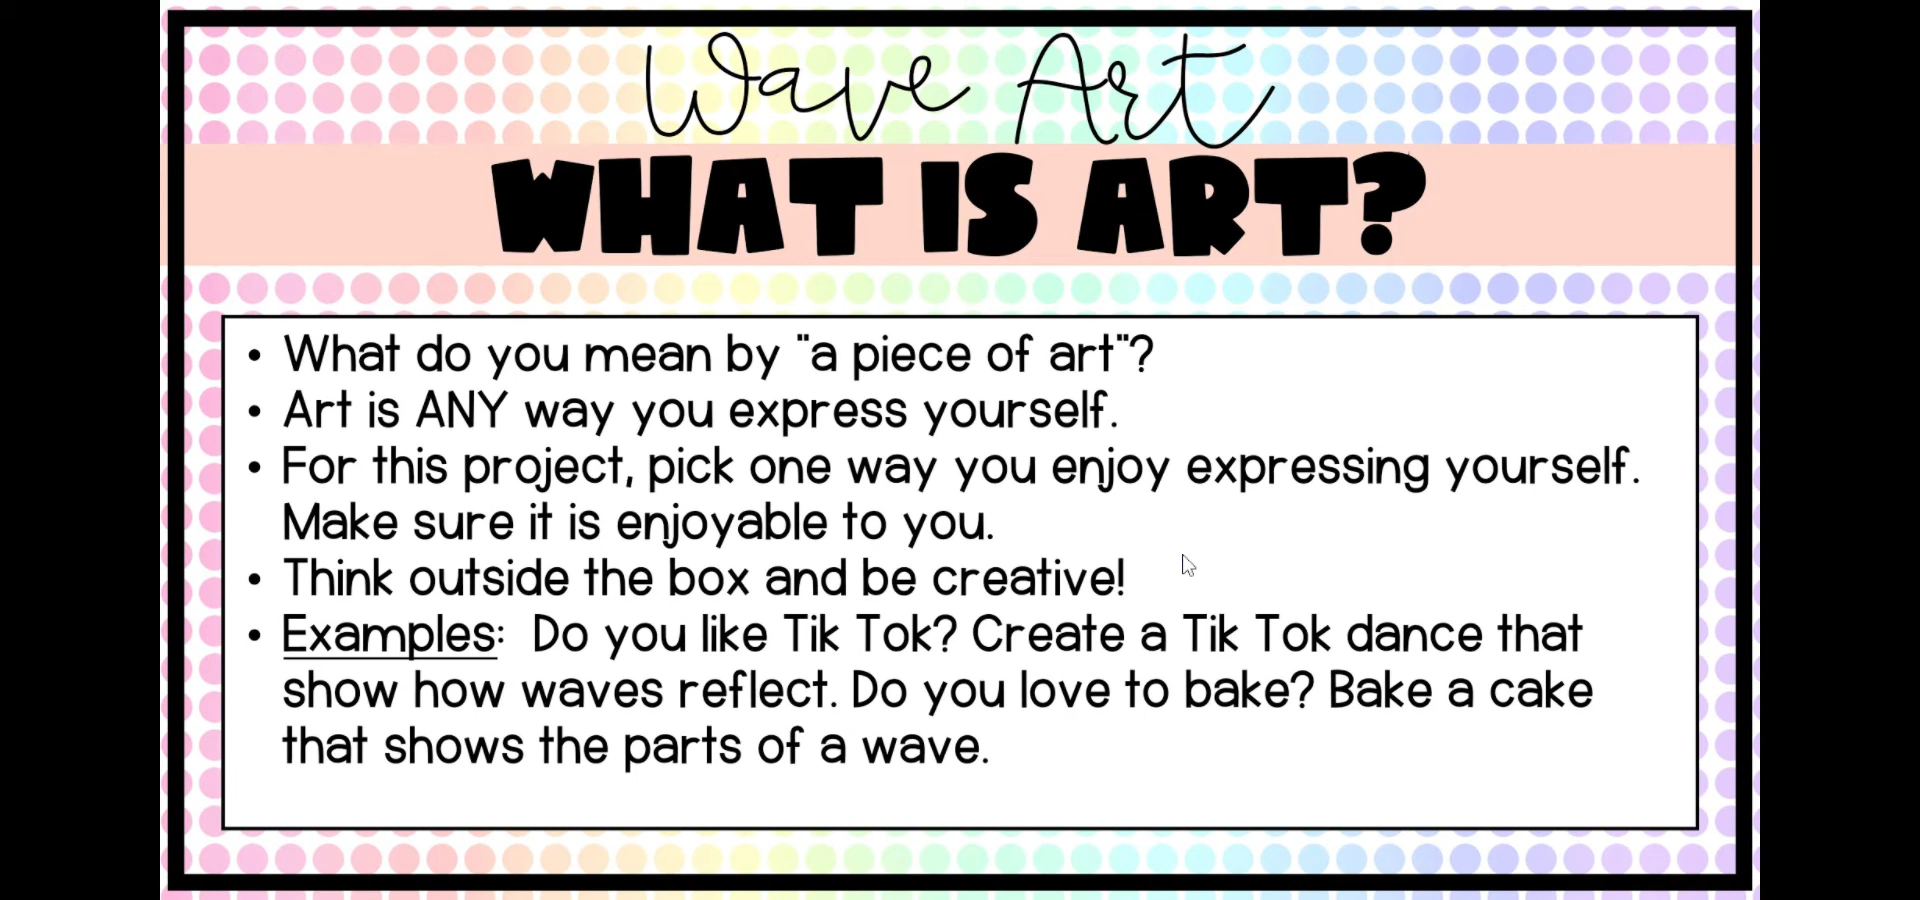 Wave Art
WHAT IS ART?
• What do you mean by "a piece of art"?
• Art is ANY way you express yourself.
• For this project, pick one way you enjoy expressing yourself.
Make sure it is enjoyable to you.
• Think outside the box and be creative!
• Examples: Do you like Tik Tok? Create a Tik Tok dance that
show how waves reflect. Do you love to bake? Bake a cake
that shows the parts of a wave.